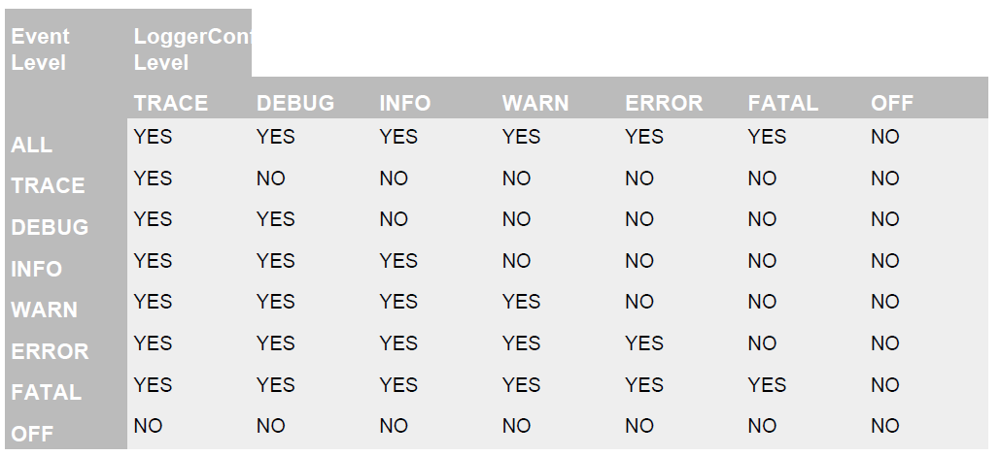 Event LoggerConf
Level Level
TRACE DEBUG INFO WARN ERROR FATAL OFF
ALL YES YES YES YES YES YES NO
TRACE YES NO NO NO NO NO NO
DEBUG YES YES NO NO NO NO NO
INFO YES YES YES NO NO NO NO
WARN YES YES YES YES NO NO NO
ERROR YES YES YES YES YES NO NO
FATAL YES YES YES YES YES YES NO
OFF NO NO NO NO NO NO NO